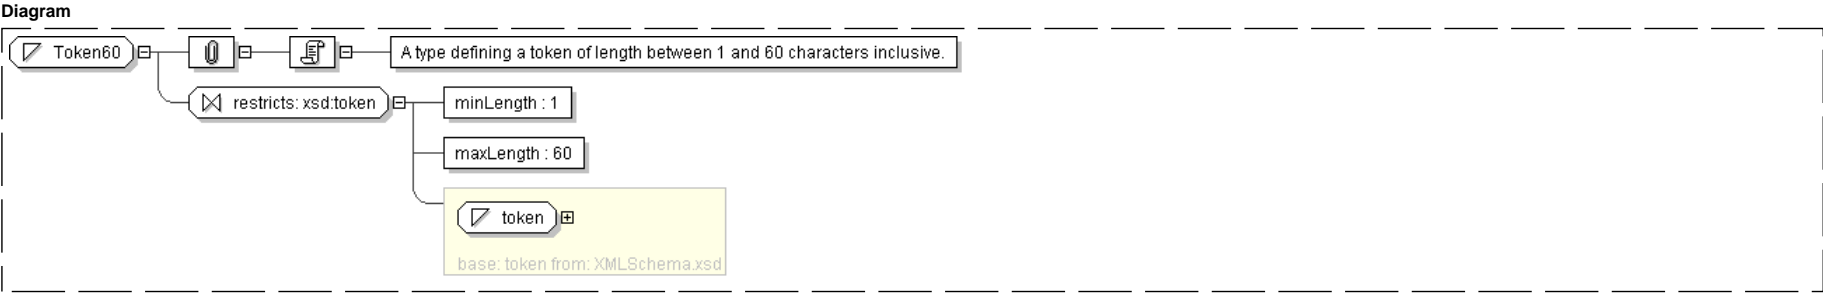 Diagram
Token60
A type defining a token of length between 1 and 60 characters inclusive.
restricts: xsd:token
minLength : 1
maxLength : 60
token
base: token from: XMLSchema.xsd